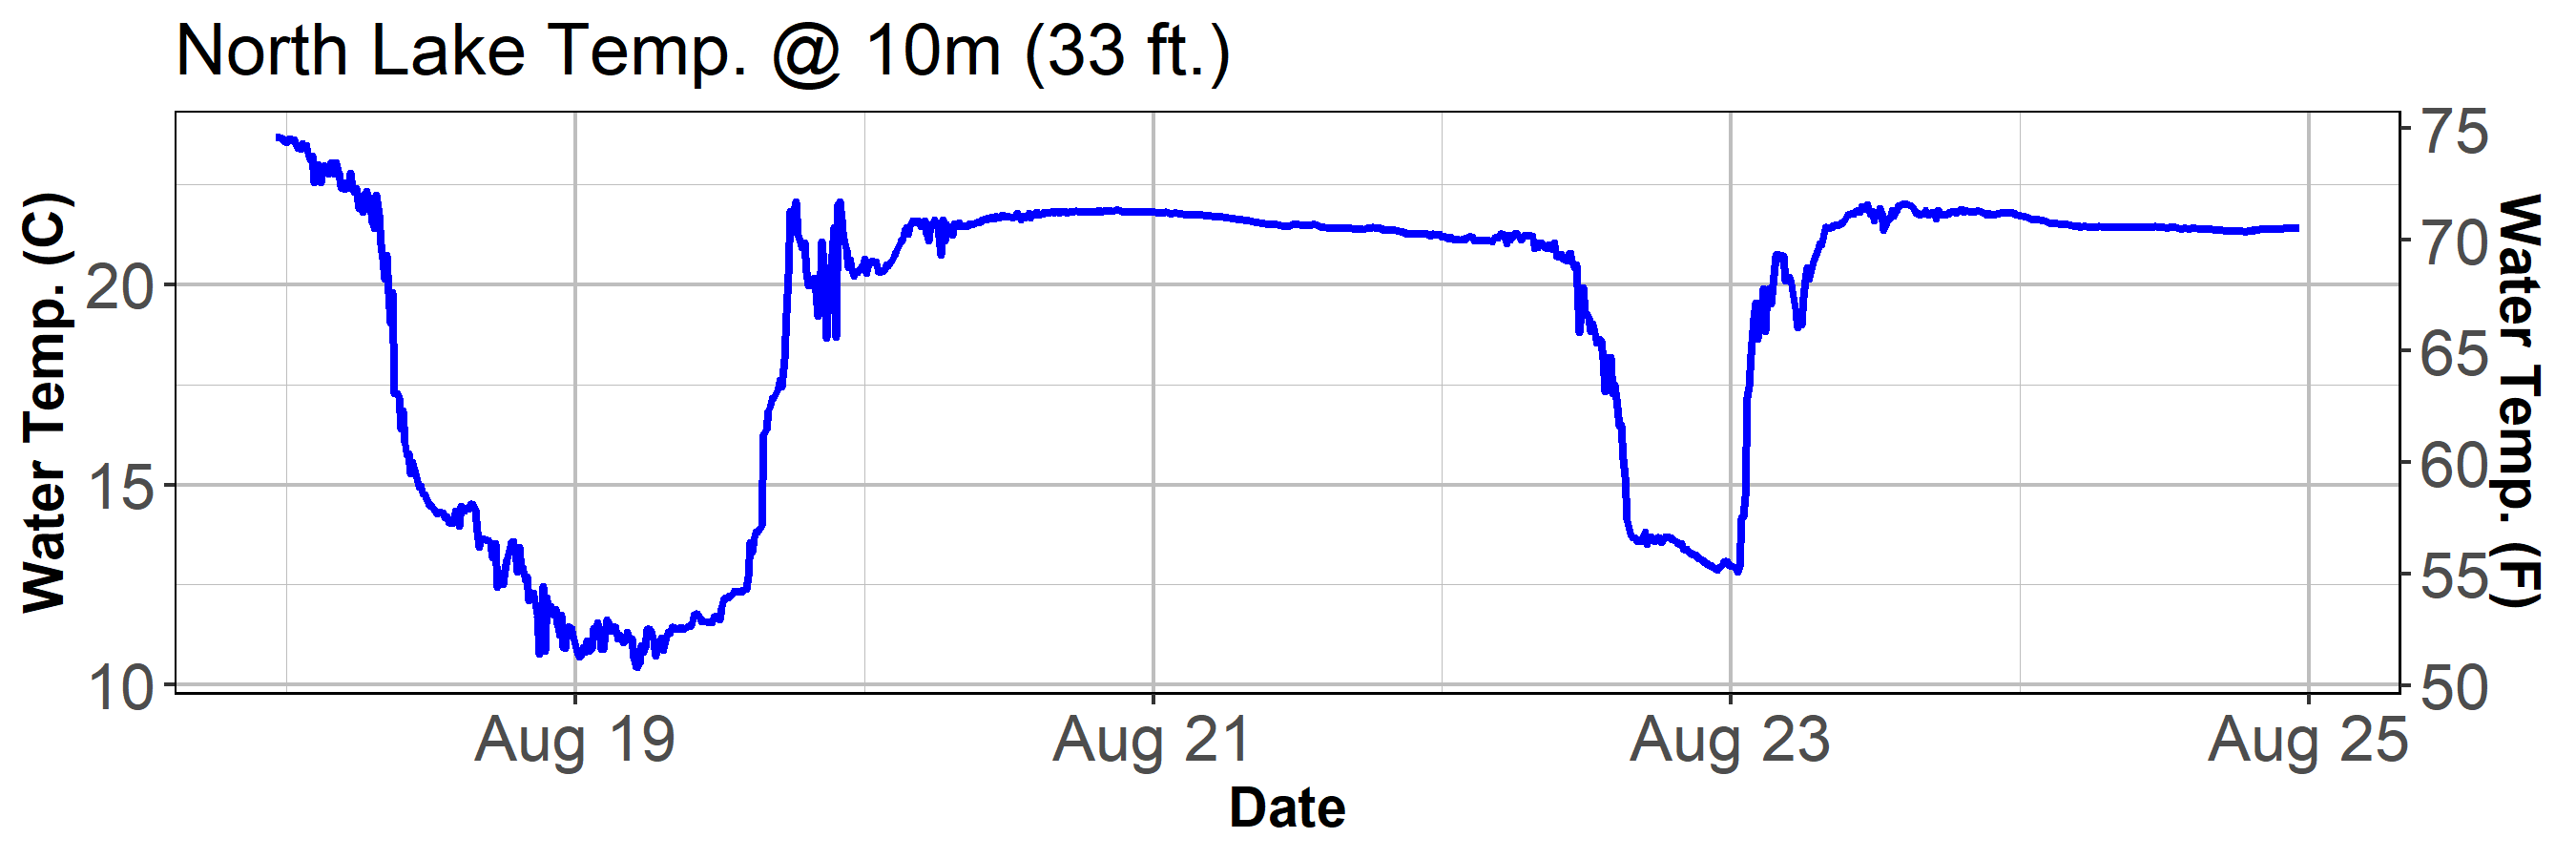 North Lake Temp. @ 10m (33 ft.)
Water Temp. (C)
20
15
10
75
70
65
60
55
50
Water Temp. (F)
Aug 19 Aug 21 Aug 23 Aug 25
Date